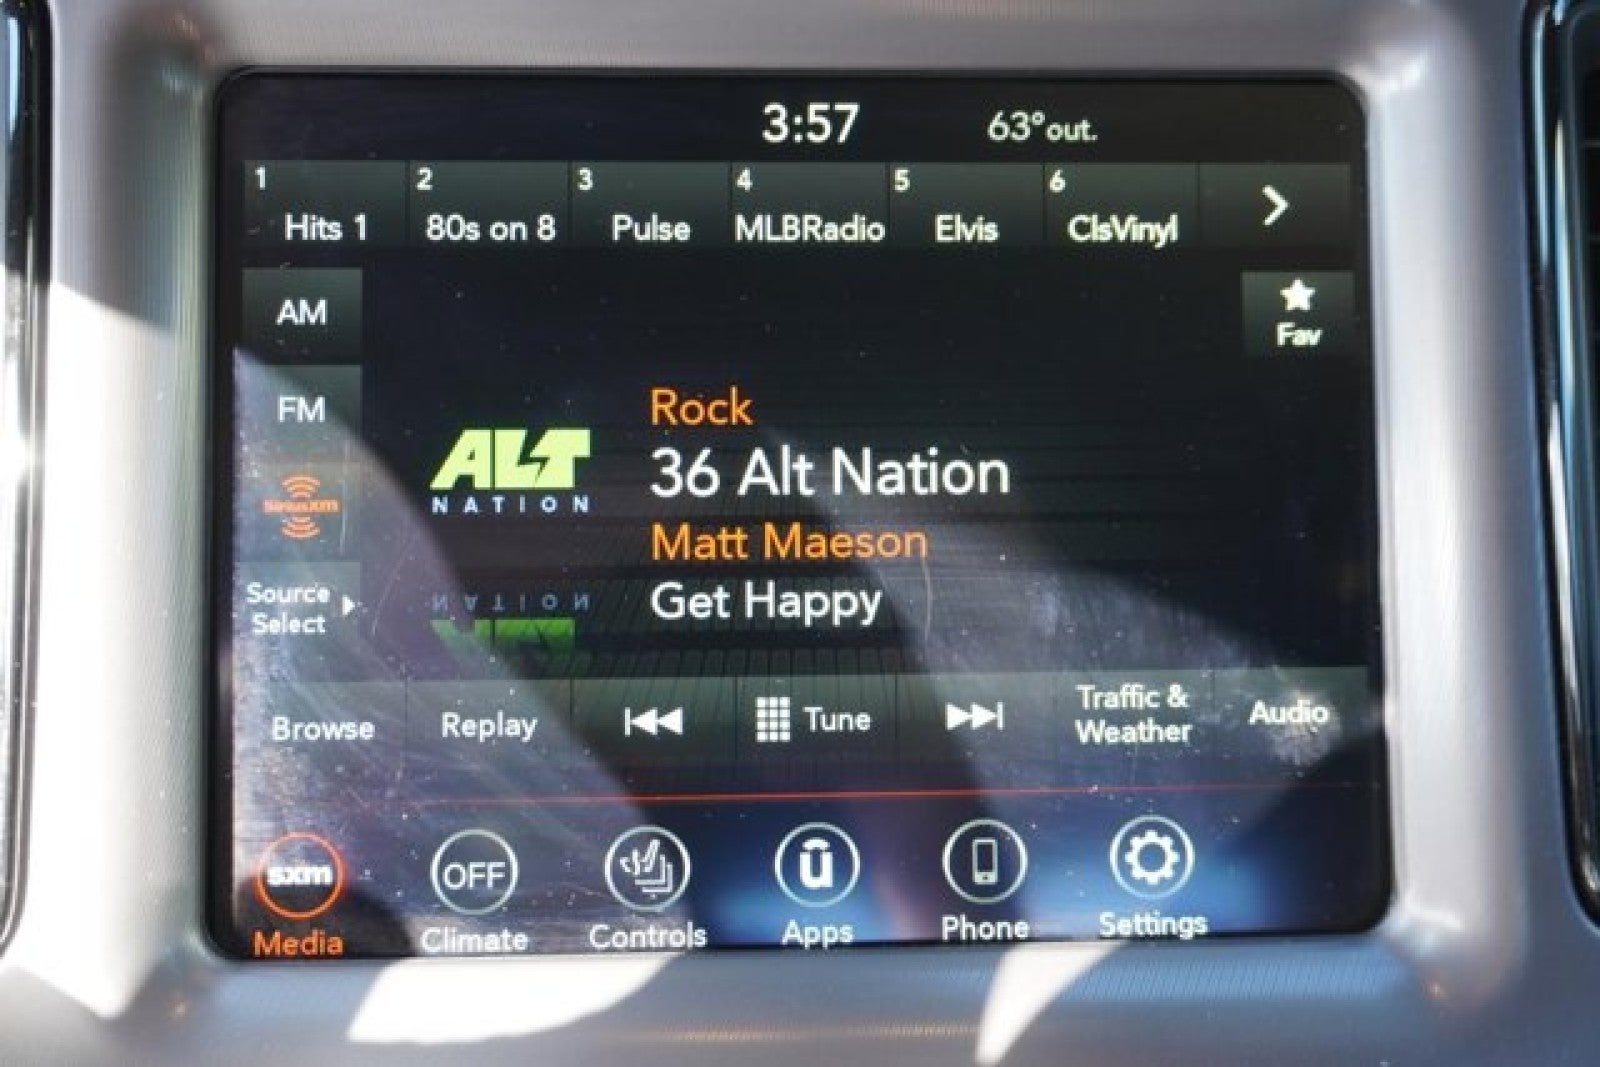 3:57 63°out.
1 2 3 4 5 6
Hits 1 80s on 8 Pulse MLBRadio Elvis ClsVinyl
AM
Fav
FM
Rock
ALT
NATION
36 Alt Nation
siriusxm
Matt Maeson
Get Happy
Source
Select
Browse Replay Tune Traffic &
Weather Audio
sxm OFF
Media Climate Controls Apps Phone Settings